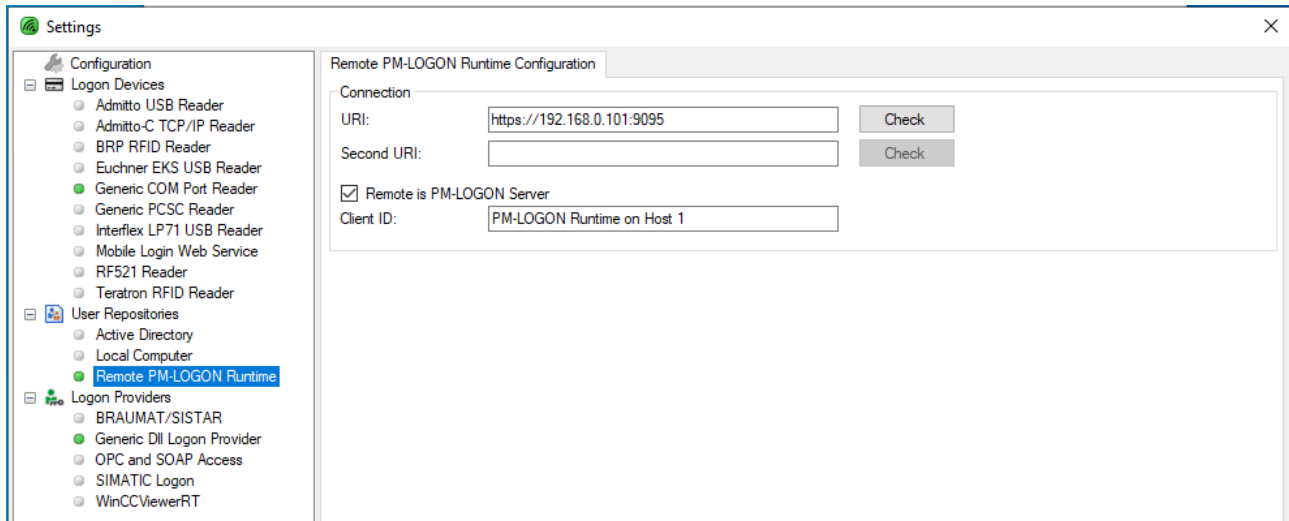 Settings
Configuration
Logon Devices
Admitto USB Reader
Admitto-C TCP/IP Reader
BRP RFID Reader
Euchner EKS USB Reader
Generic COM Port Reader
Generic PCSC Reader
Interflex LP71 USB Reader
Mobile Login Web Service
RF521 Reader
Teratron RFID Reader
User Repositories
Active Directory
Local Computer
Remote PM-LOGON Runtime
Logon Providers
BRAUMAT/SISTAR
Generic Dll Logon Provider
OPC and SOAP Access
SIMATIC Logon
WinCCViewerRT
Remote PM-LOGON Runtime Configuration
Connection
URI: https://192.168.0.101:9095 Check
Second URI: Check
Remote is PM-LOGON Server
Client ID: PM-LOGON Runtime on Host 1